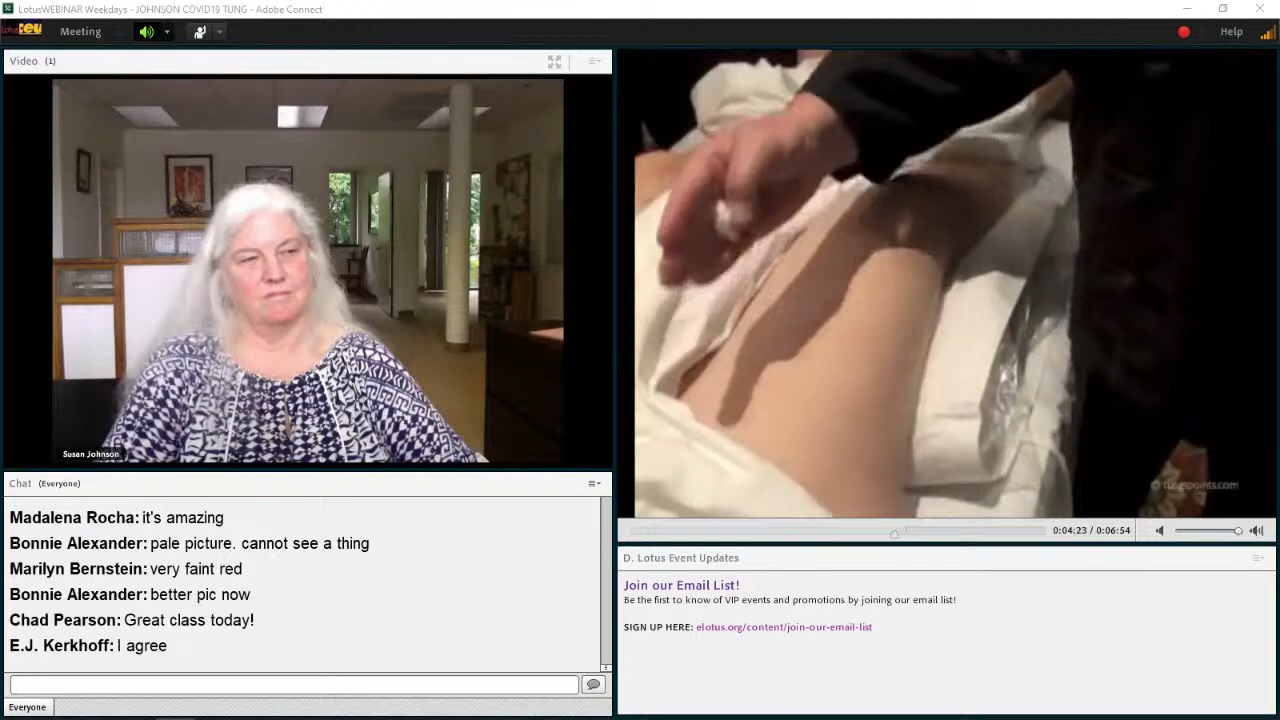 LotusWEBINAR Weekdays - JOHNSON COVID19 TUNG - Adobe Connect
Meeting
Help
Video (1)
Susan Johnson
© tungspoints.com
0:04:23 / 0:06:54
Chat (Everyone)
Madalena Rocha: it's amazing
Bonnie Alexander: pale picture. cannot see a thing
Marilyn Bernstein: very faint red
Bonnie Alexander: better pic now
Chad Pearson: Great class today!
E.J. Kerkhoff: I agree
Everyone
D. Lotus Event Updates
Join our Email List!
Be the first to know of VIP events and promotions by joining our email list!
SIGN UP HERE: elotus.org/content/join-our-email-list